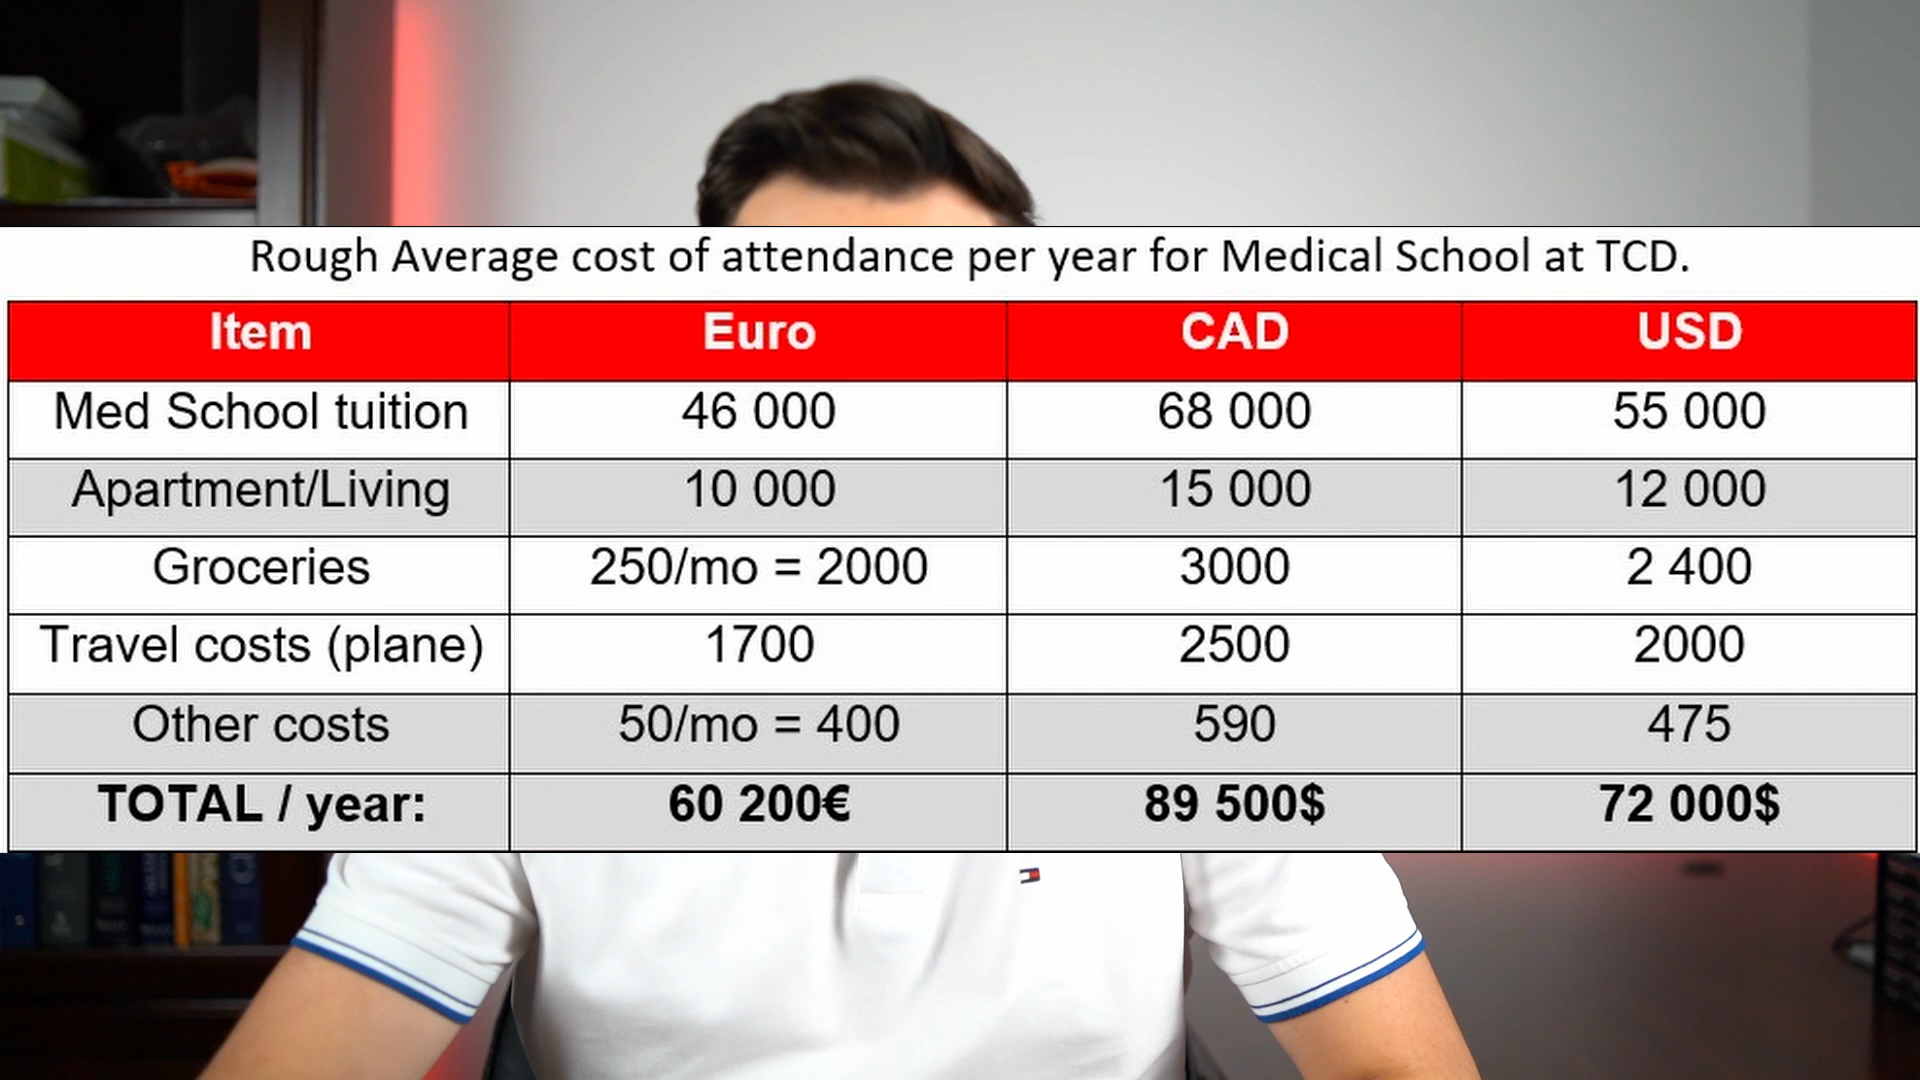 Rough Average cost of attendance per year for Medical School at TCD.
Item Euro CAD USD
Med School tuition 46 000 68 000 55 000
Apartment/Living 10 000 15 000 12 000
Groceries 250/mo = 2000 3000 2 400
Travel costs (plane) 1700 2500 2000
Other costs 50/mo = 400 590 475
TOTAL / year: 60 200€ 89 500$ 72 000$